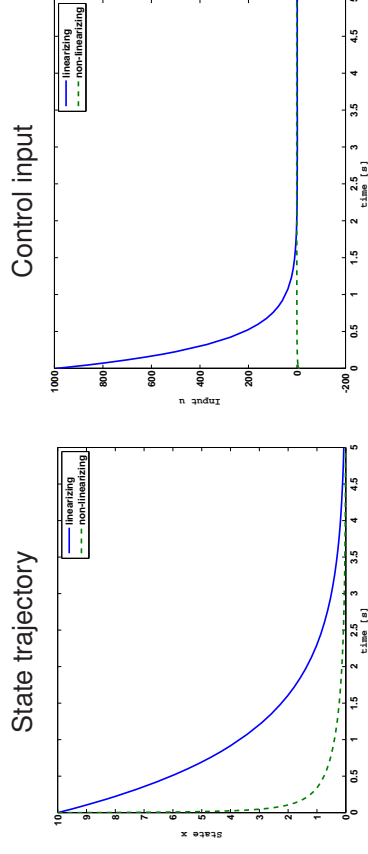 State trajectory
linearizing
non-linearizing
10
9
8
7
6
5
4
3
2
1
0
State x
0 0.5 1 1.5 2 2.5 3 3.5 4 4.5 5
time [s]
Control input
linearizing
non-linearizing
1000
800
600
400
200
0
-200
Input u
0 0.5 1 1.5 2 2.5 3 3.5 4 4.5 5
time [s]